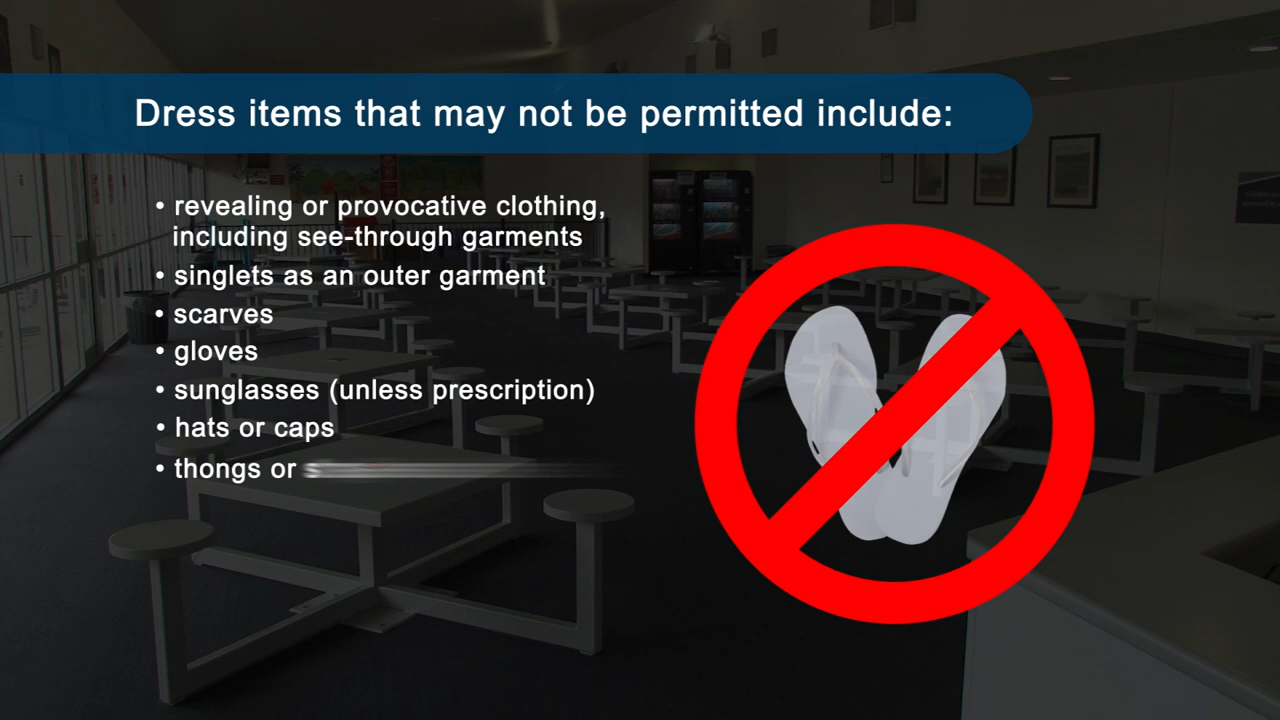 Dress items that may not be permitted include:
• revealing or provocative clothing,
including see-through garments
• singlets as an outer garment
• scarves
• gloves
• sunglasses (unless prescription)
• hats or caps
• thongs or